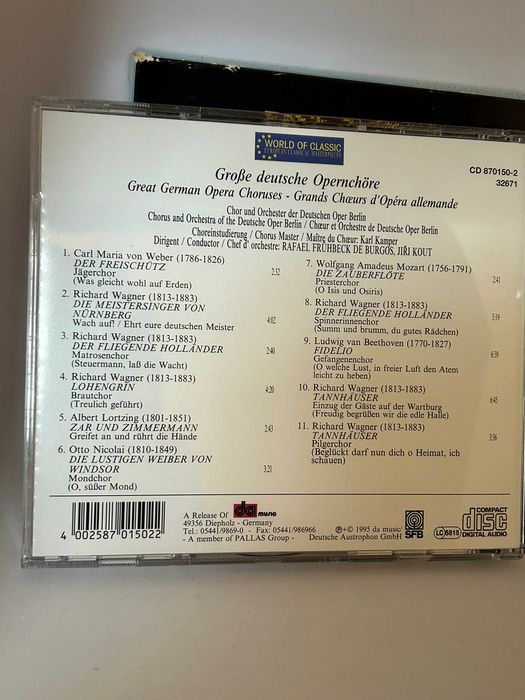 WORLD OF CLASSIC
EUROPEAN CLASSICAL MASTERPIECES
CD 870150-2
32671
Große deutsche Opernchöre
Great German Opera Choruses - Grands Chœurs d'Opéra allemande
Chor und Orchester der Deutschen Oper Berlin
Chorus and Orchestra of the Deutsche Oper Berlin / Chœur et Orchestre de Deutsche Oper Berlin
Choreinstudierung / Chorus Master / Maître du Chœur: Karl Kamper
Dirigent / Conductor / Chef d'orchestre: RAFAEL FRÜHBECK DE BURGOS, JIŘI KOUT
1. Carl Maria von Weber (1786-1826)
DER FREISCHÜTZ
Jägerchor 2:32
(Was gleicht wohl auf Erden)
2. Richard Wagner (1813-1883)
DIE MEISTERSINGER VON
NÜRNBERG
Wach auf! / Ehrt eure deutschen Meister 4:02
3. Richard Wagner (1813-1883)
DER FLIEGENDE HOLLÄNDER
Matrosenchor 2:40
(Steuermann, laß die Wacht)
4. Richard Wagner (1813-1883)
LOHENGRIN
Brautchor 4:20
(Treulich geführt)
5. Albert Lortzing (1801-1851)
ZAR UND ZIMMERMANN
Greifet an und rührt die Hände 2:43
6. Otto Nicolai (1810-1849)
DIE LUSTIGEN WEIBER VON
WINDSOR
Mondchor 3:21
(O, süßer Mond)
7. Wolfgang Amadeus Mozart (1756-1791)
DIE ZAUBERFLÖTE
Priesterchor 2:41
(O Isis und Osiris)
8. Richard Wagner (1813-1883)
DER FLIEGENDE HOLLÄNDER
Spinnerinnenchor 3:19
(Summ und brumm, du gutes Rädchen)
9. Ludwig van Beethoven (1770-1827)
FIDELIO
Gefangenenchor 6:39
(O welche Lust, in freier Luft den Atem
leicht zu heben)
10. Richard Wagner (1813-1883)
TANNHÄUSER
Einzug der Gäste auf der Wartburg 6:45
(Freudig begrüßen wir die edle Halle)
11. Richard Wagner (1813-1883)
TANNHÄUSER
Pilgerchor 3:36
(Beglückt darf nun dich o Heimat, ich
schauen)
4 002587 015022
A Release Of da music
49356 Diepholz - Germany
Tel.: 05441/9869-0 - Fax: 05441/986966
- A member of PALLAS Group -
℗+© 1995 da music/
Deutsche Austrophon GmbH
SFB
LC 5815
COMPACT
disc
DIGITAL AUDIO